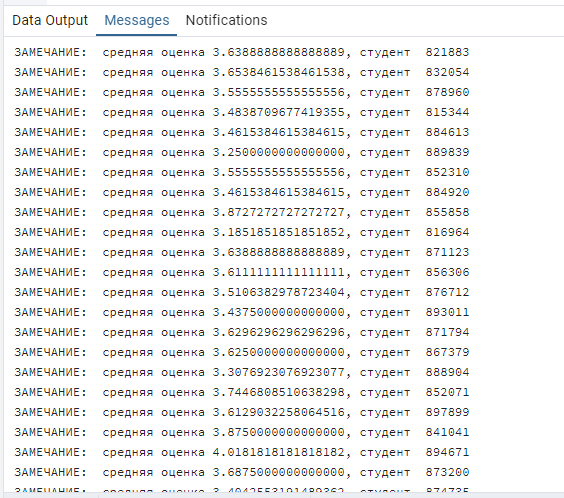 Data Output Messages Notifications
ЗАМЕЧАНИЕ: средняя оценка 3.6388888888888889, студент 821883
ЗАМЕЧАНИЕ: средняя оценка 3.6538461538461538, студент 832054
ЗАМЕЧАНИЕ: средняя оценка 3.5555555555555556, студент 878960
ЗАМЕЧАНИЕ: средняя оценка 3.4838709677419355, студент 815344
ЗАМЕЧАНИЕ: средняя оценка 3.4615384615384615, студент 884613
ЗАМЕЧАНИЕ: средняя оценка 3.2500000000000000, студент 889839
ЗАМЕЧАНИЕ: средняя оценка 3.5555555555555556, студент 852310
ЗАМЕЧАНИЕ: средняя оценка 3.4615384615384615, студент 884920
ЗАМЕЧАНИЕ: средняя оценка 3.8727272727272727, студент 855858
ЗАМЕЧАНИЕ: средняя оценка 3.1851851851851852, студент 816964
ЗАМЕЧАНИЕ: средняя оценка 3.6388888888888889, студент 871123
ЗАМЕЧАНИЕ: средняя оценка 3.6111111111111111, студент 856306
ЗАМЕЧАНИЕ: средняя оценка 3.5106382978723404, студент 876712
ЗАМЕЧАНИЕ: средняя оценка 3.4375000000000000, студент 893011
ЗАМЕЧАНИЕ: средняя оценка 3.6296296296296296, студент 871794
ЗАМЕЧАНИЕ: средняя оценка 3.6250000000000000, студент 867379
ЗАМЕЧАНИЕ: средняя оценка 3.3076923076923077, студент 888904
ЗАМЕЧАНИЕ: средняя оценка 3.7446808510638298, студент 852071
ЗАМЕЧАНИЕ: средняя оценка 3.6129032258064516, студент 897899
ЗАМЕЧАНИЕ: средняя оценка 3.8750000000000000, студент 841041
ЗАМЕЧАНИЕ: средняя оценка 4.0181818181818182, студент 894671
ЗАМЕЧАНИЕ: средняя оценка 3.6875000000000000, студент 873200
ЗАМЕЧАНИЕ: средняя оценка 3.4042553191489362, студент 874735